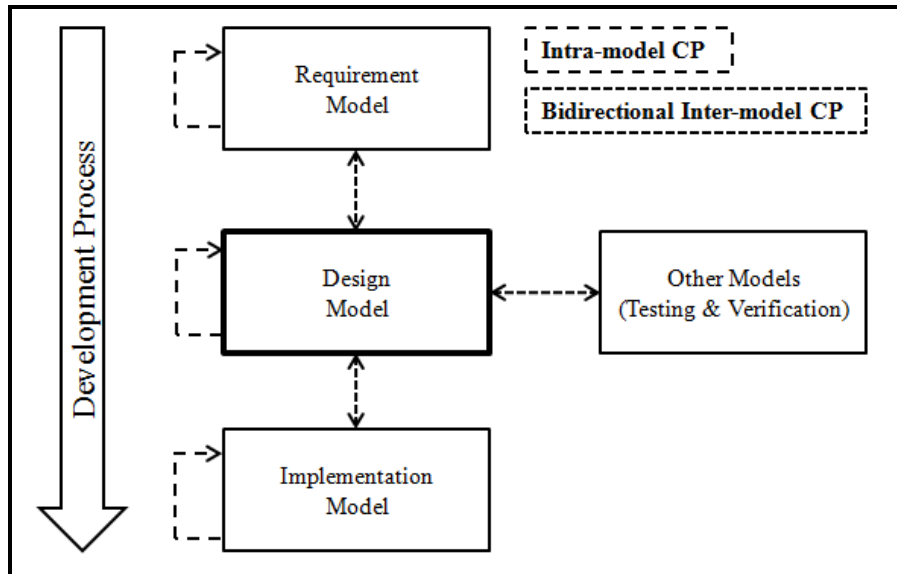 Requirement
Model
Intra-model CP
Bidirectional Inter-model CP
Development Process
Design
Model
Other Models
(Testing & Verification)
Implementation
Model